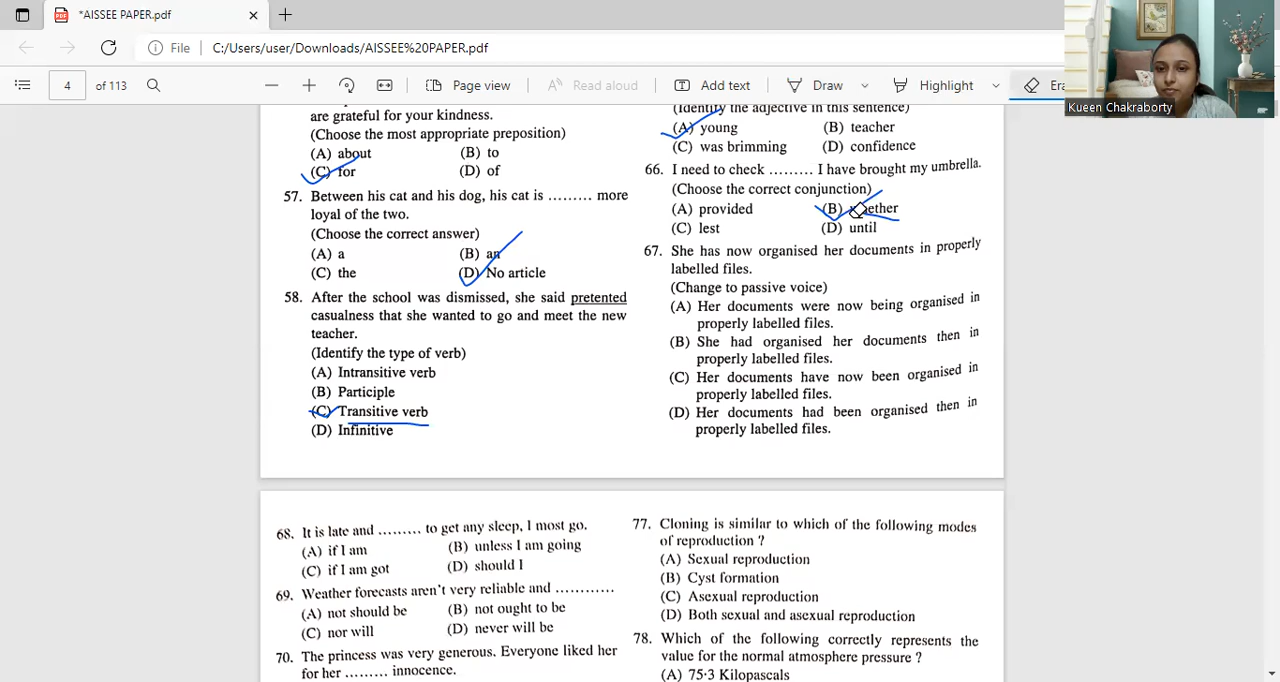 *AISSEE PAPER.pdf
File C:/Users/user/Downloads/AISSEE%20PAPER.pdf
4 of 113 Page view Read aloud Add text Draw Highlight
Kueen Chakraborty
are grateful for your kindness.
(Choose the most appropriate preposition)
(A) about (B) to
(C) for (D) of
57. Between his cat and his dog, his cat is ......... more
loyal of the two.
(Choose the correct answer)
(A) a (B) an
(C) the (D) No article
58. After the school was dismissed, she said pretented
casualness that she wanted to go and meet the new
teacher.
(Identify the type of verb)
(A) Intransitive verb
(B) Participle
(C) Transitive verb
(D) Infinitive
(Identify the adjective in this sentence)
(A) young (B) teacher
(C) was brimming (D) confidence
66. I need to check ......... I have brought my umbrella.
(Choose the correct conjunction)
(A) provided (B) whether
(C) lest (D) until
67. She has now organised her documents in properly
labelled files.
(Change to passive voice)
(A) Her documents were now being organised in
properly labelled files.
(B) She had organised her documents then in
properly labelled files.
(C) Her documents have now been organised in
properly labelled files.
(D) Her documents had been organised then in
properly labelled files.
68. It is late and ......... to get any sleep, I most go.
(A) if I am (B) unless I am going
(C) if I am got (D) should I
69. Weather forecasts aren't very reliable and ............
(A) not should be (B) not ought to be
(C) nor will (D) never will be
70. The princess was very generous. Everyone liked her
for her ......... innocence.
77. Cloning is similar to which of the following modes
of reproduction ?
(A) Sexual reproduction
(B) Cyst formation
(C) Asexual reproduction
(D) Both sexual and asexual reproduction
78. Which of the following correctly represents the
value for the normal atmosphere pressure ?
(A) 75·3 Kilopascals